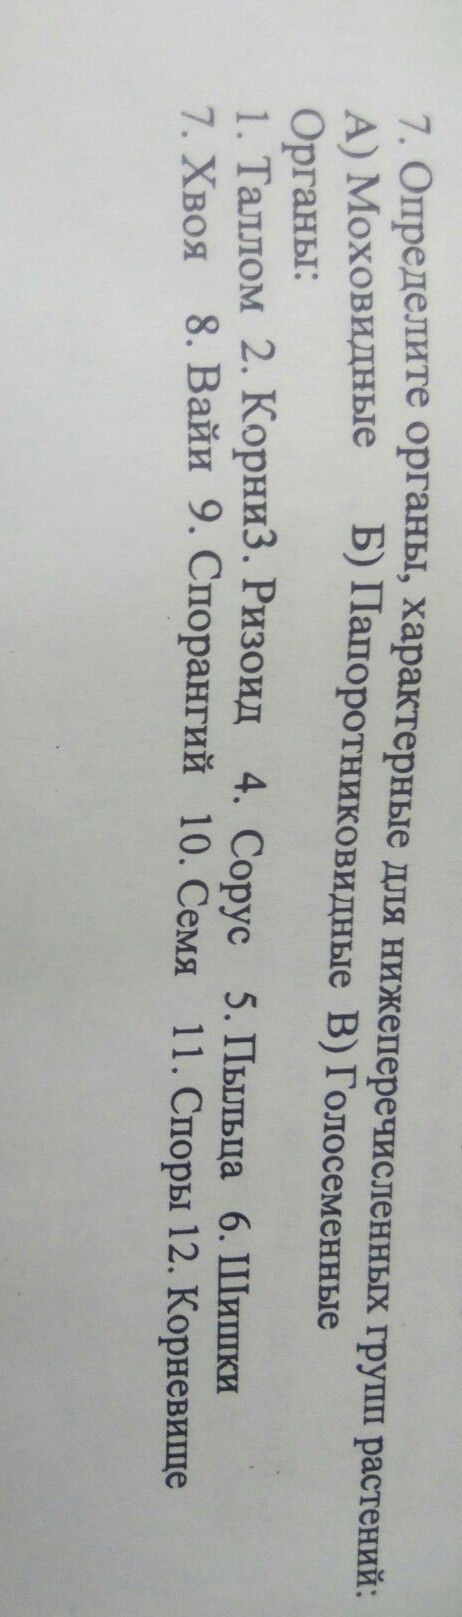 7. Определите органы, характерные для нижеперечисленных групп растений:
А) Моховидные Б) Папоротниковидные В) Голосеменные
Органы:
1. Таллом 2. Корни3. Ризоид 4. Сорус 5. Пыльца 6. Шишки
7. Хвоя 8. Вайи 9. Спорангий 10. Семя 11. Споры 12. Корневище